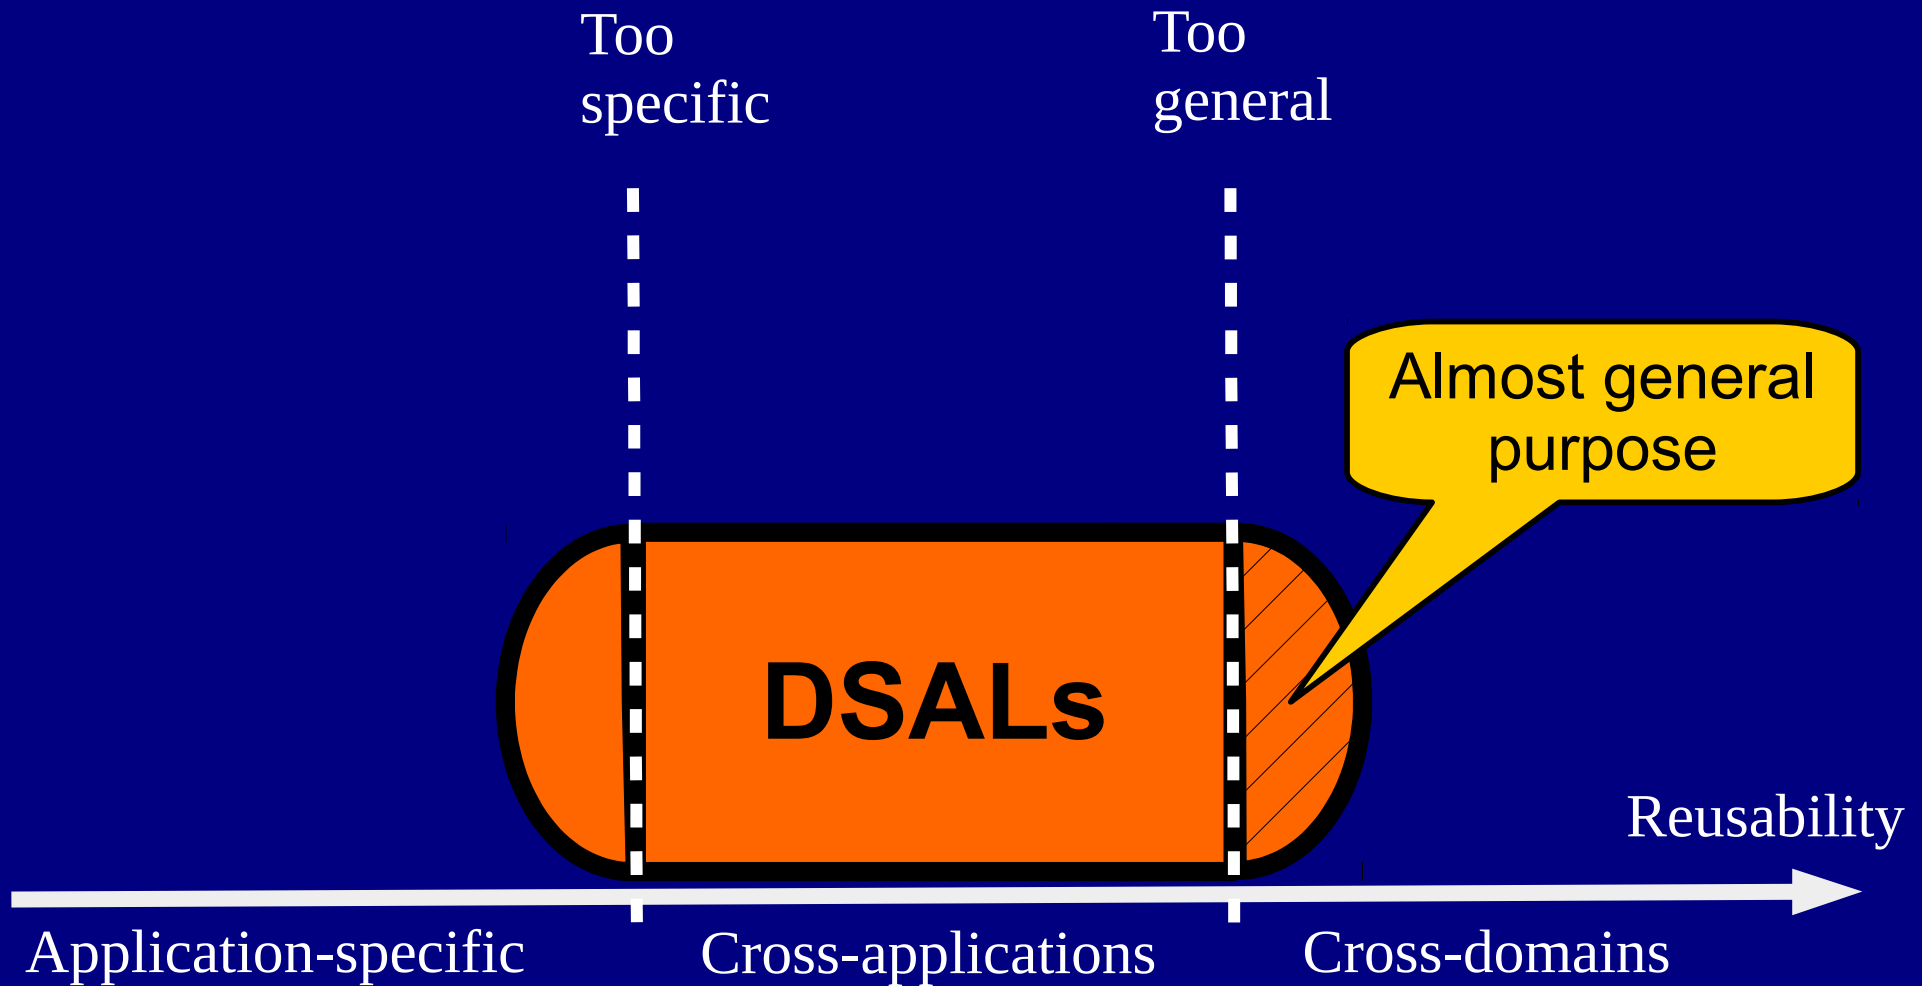 Too
specific
Too
general
Almost general
purpose
DSALs
Reusability
Application-specific
Cross-applications
Cross-domains